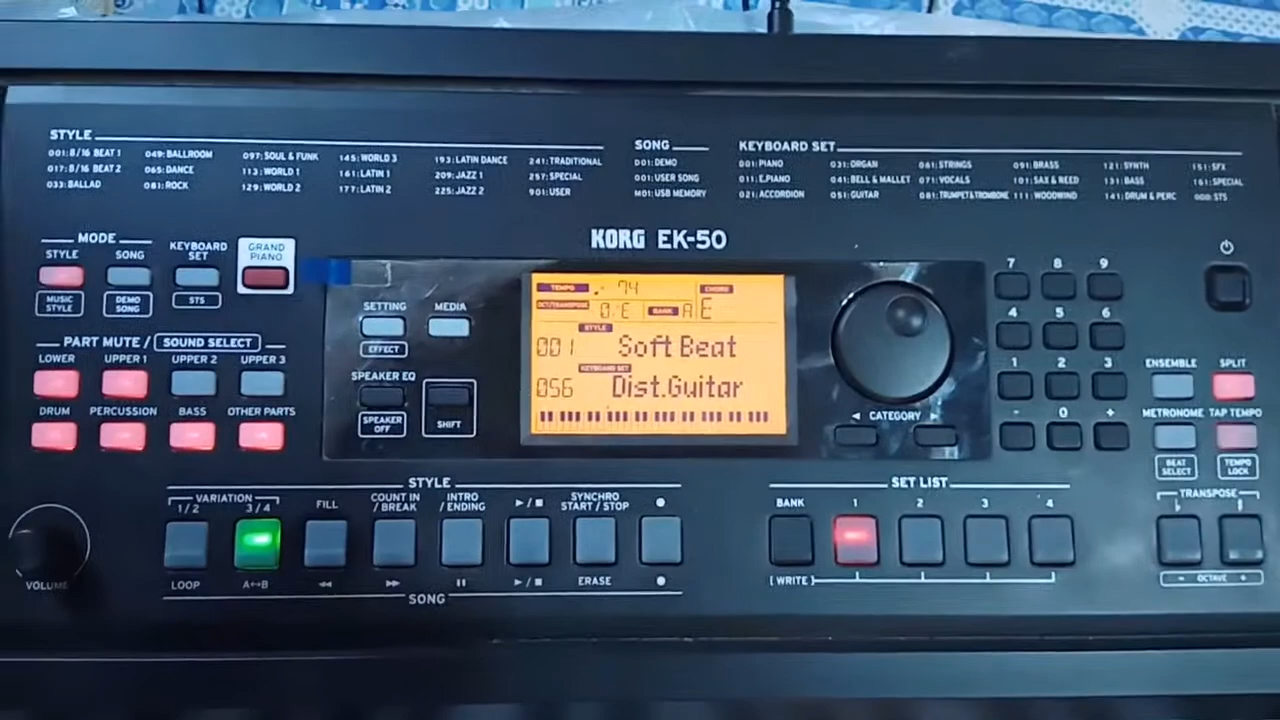 STYLE
001: 8/16 BEAT 1 049: BALLROOM 097: SOUL & FUNK 145: WORLD 3 193: LATIN DANCE 241: TRADITIONAL
017: 8/16 BEAT 2 065: DANCE 113: WORLD 1 161: LATIN 1 209: JAZZ 1 257: SPECIAL
033: BALLAD 081: ROCK 129: WORLD 2 177: LATIN 2 225: JAZZ 2 901: USER
SONG
D01: DEMO
001: USER SONG
M01: USB MEMORY
KEYBOARD SET
001: PIANO 031: ORGAN 061: STRINGS 091: BRASS 121: SYNTH 151: SFX
011: E.PIANO 041: BELL & MALLET 071: VOCALS 101: SAX & REED 131: BASS 161: SPECIAL
021: ACCORDION 051: GUITAR 081: TRUMPET & TROMBONE 111: WOODWIND 141: DRUM & PERC 000: STS
KORG EK-50
MODE
STYLE SONG KEYBOARD SET GRAND PIANO
MUSIC STYLE DEMO SONG STS
PART MUTE / SOUND SELECT
LOWER UPPER 1 UPPER 2 UPPER 3
DRUM PERCUSSION BASS OTHER PARTS
VOLUME
SETTING MEDIA
EFFECT
SPEAKER EQ
SPEAKER OFF SHIFT
TEMPO 74 CHORD
OCT/TRANSPOSE 0. E BANK A E
STYLE
001 Soft Beat
KEYBOARD SET
056 Dist.Guitar
◄ CATEGORY ►
7 8 9
4 5 6
1 2 3
- 0 +
ENSEMBLE SPLIT
METRONOME TAP TEMPO
BEAT SELECT TEMPO LOCK
TRANSPOSE
♭ ♯
- OCTAVE +
STYLE
VARIATION
1/2 3/4 FILL COUNT IN / BREAK INTRO / ENDING ►/■ SYNCHRO START / STOP ●
LOOP A↔B ◄◄ ►► ❚❚ ►/■ ERASE ●
SONG
SET LIST
BANK 1 2 3 4
[WRITE]